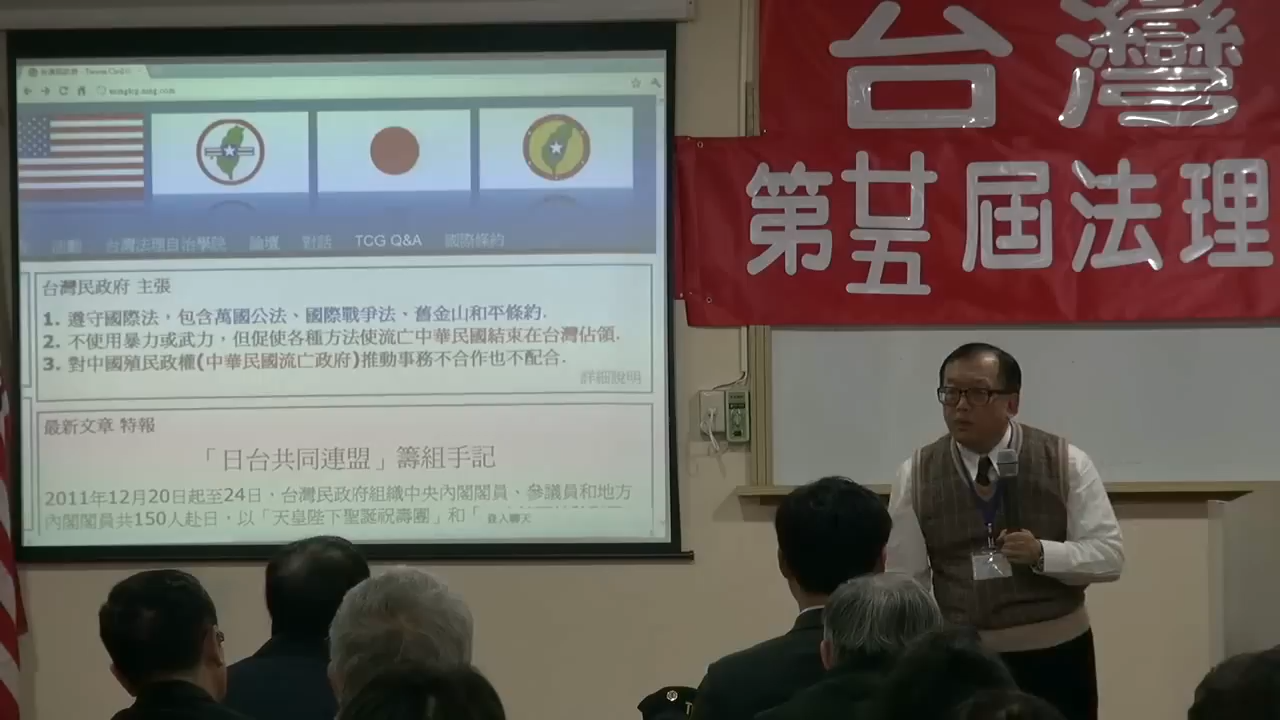 台灣
第廿五屆法理
活動 台灣法理自治學院 論壇 對話 TCG Q&A 國際條約
台灣民政府 主張
1. 遵守國際法，包含萬國公法、國際戰爭法、舊金山和平條約.
2. 不使用暴力或武力，但促使各種方法使流亡中華民國結束在台灣佔領.
3. 對中國殖民政權(中華民國流亡政府)推動事務不合作也不配合.
詳細說明
最新文章 特報
「日台共同連盟」籌組手記
2011年12月20日起至24日，台灣民政府組織中央內閣閣員、參議員和地方
內閣閣員共150人赴日，以「天皇陛下聖誕祝壽團」和「
登入聊天